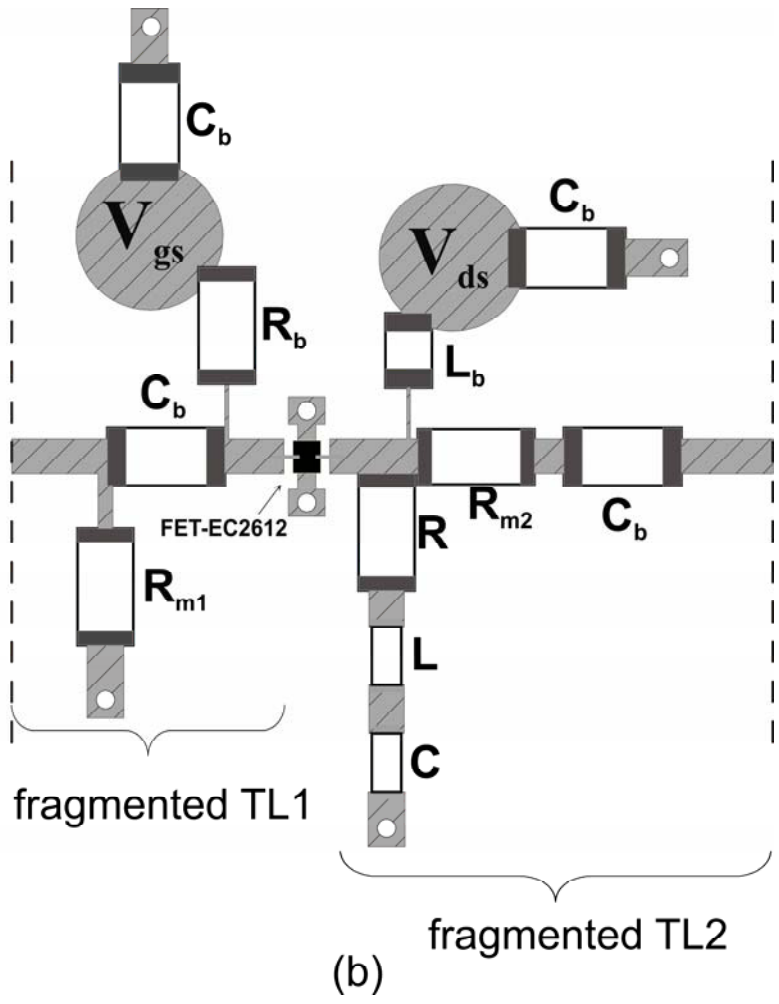 C_b
V_gs
C_b
V_ds
R_b
L_b
C_b
FET-EC2612
R_m2
C_b
R
R_m1
L
C
fragmented TL1
fragmented TL2
(b)